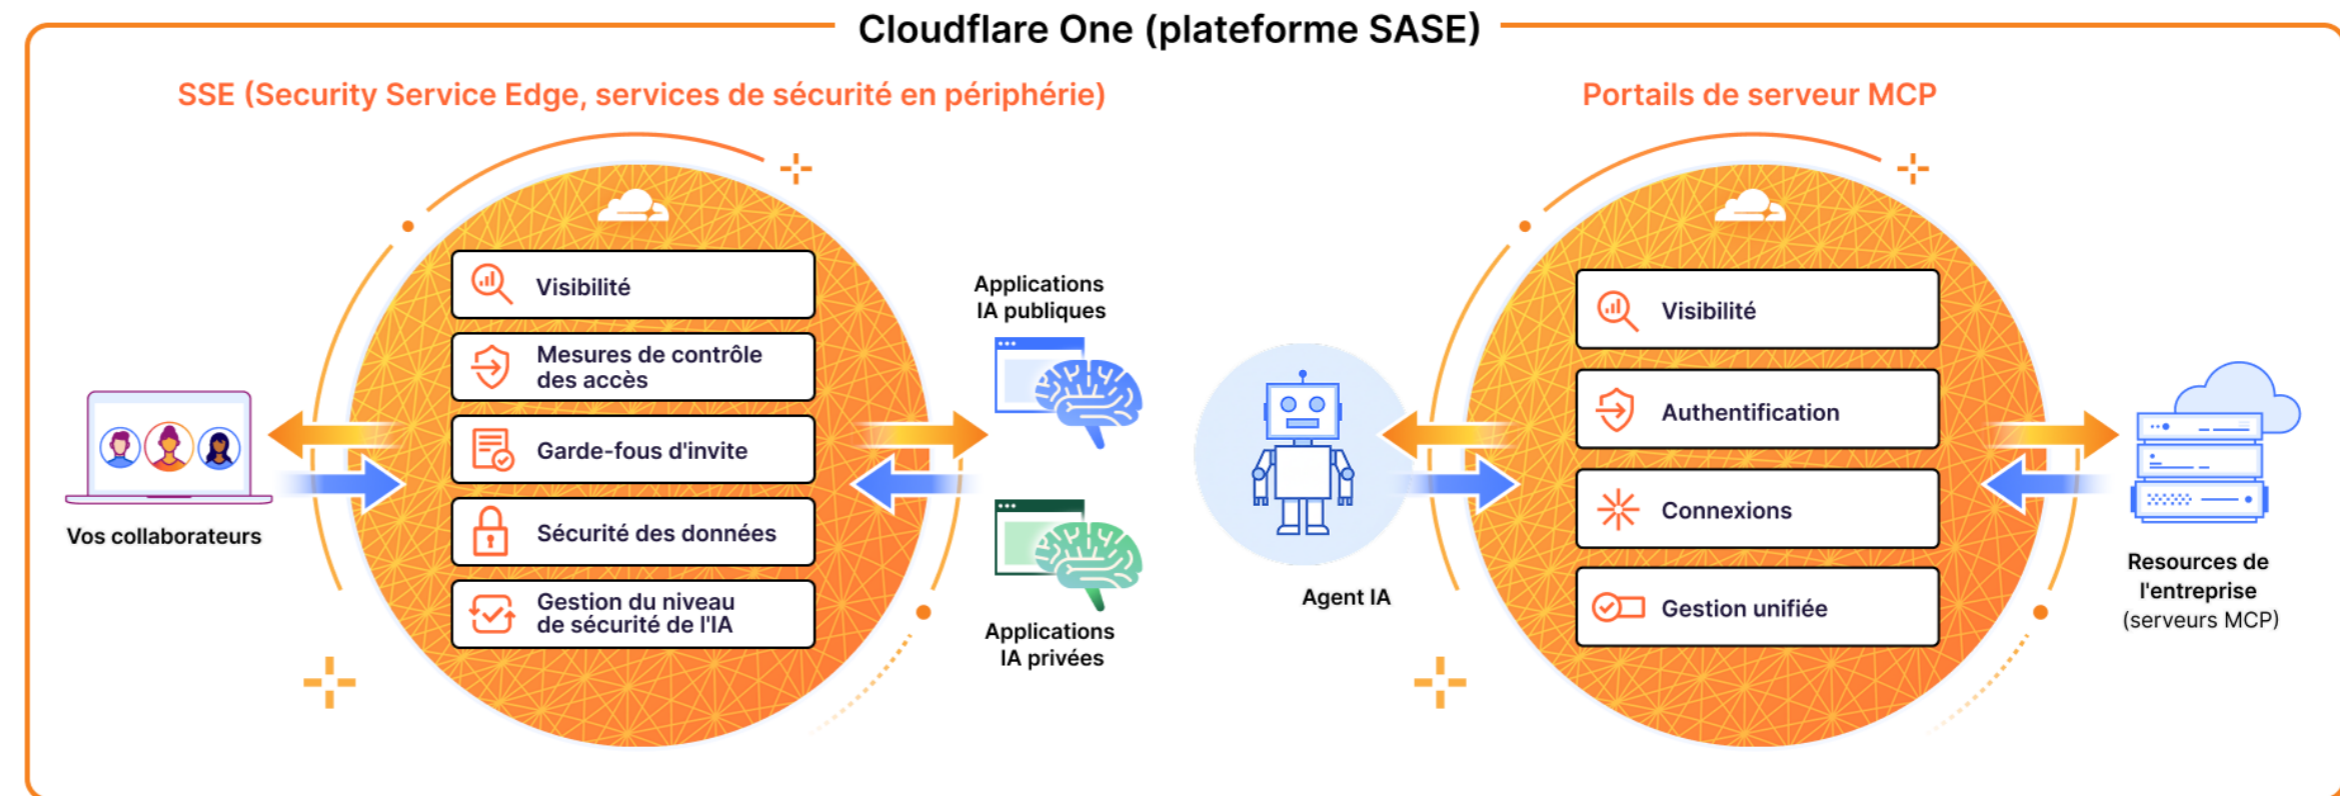 Cloudflare One (plateforme SASE)
SSE (Security Service Edge, services de sécurité en périphérie)
Vos collaborateurs
Visibilité
Mesures de contrôle
des accès
Garde-fous d'invite
Sécurité des données
Gestion du niveau
de sécurité de l'IA
Applications
IA publiques
Applications
IA privées
Portails de serveur MCP
Agent IA
Visibilité
Authentification
Connexions
Gestion unifiée
Resources de
l'entreprise
(serveurs MCP)